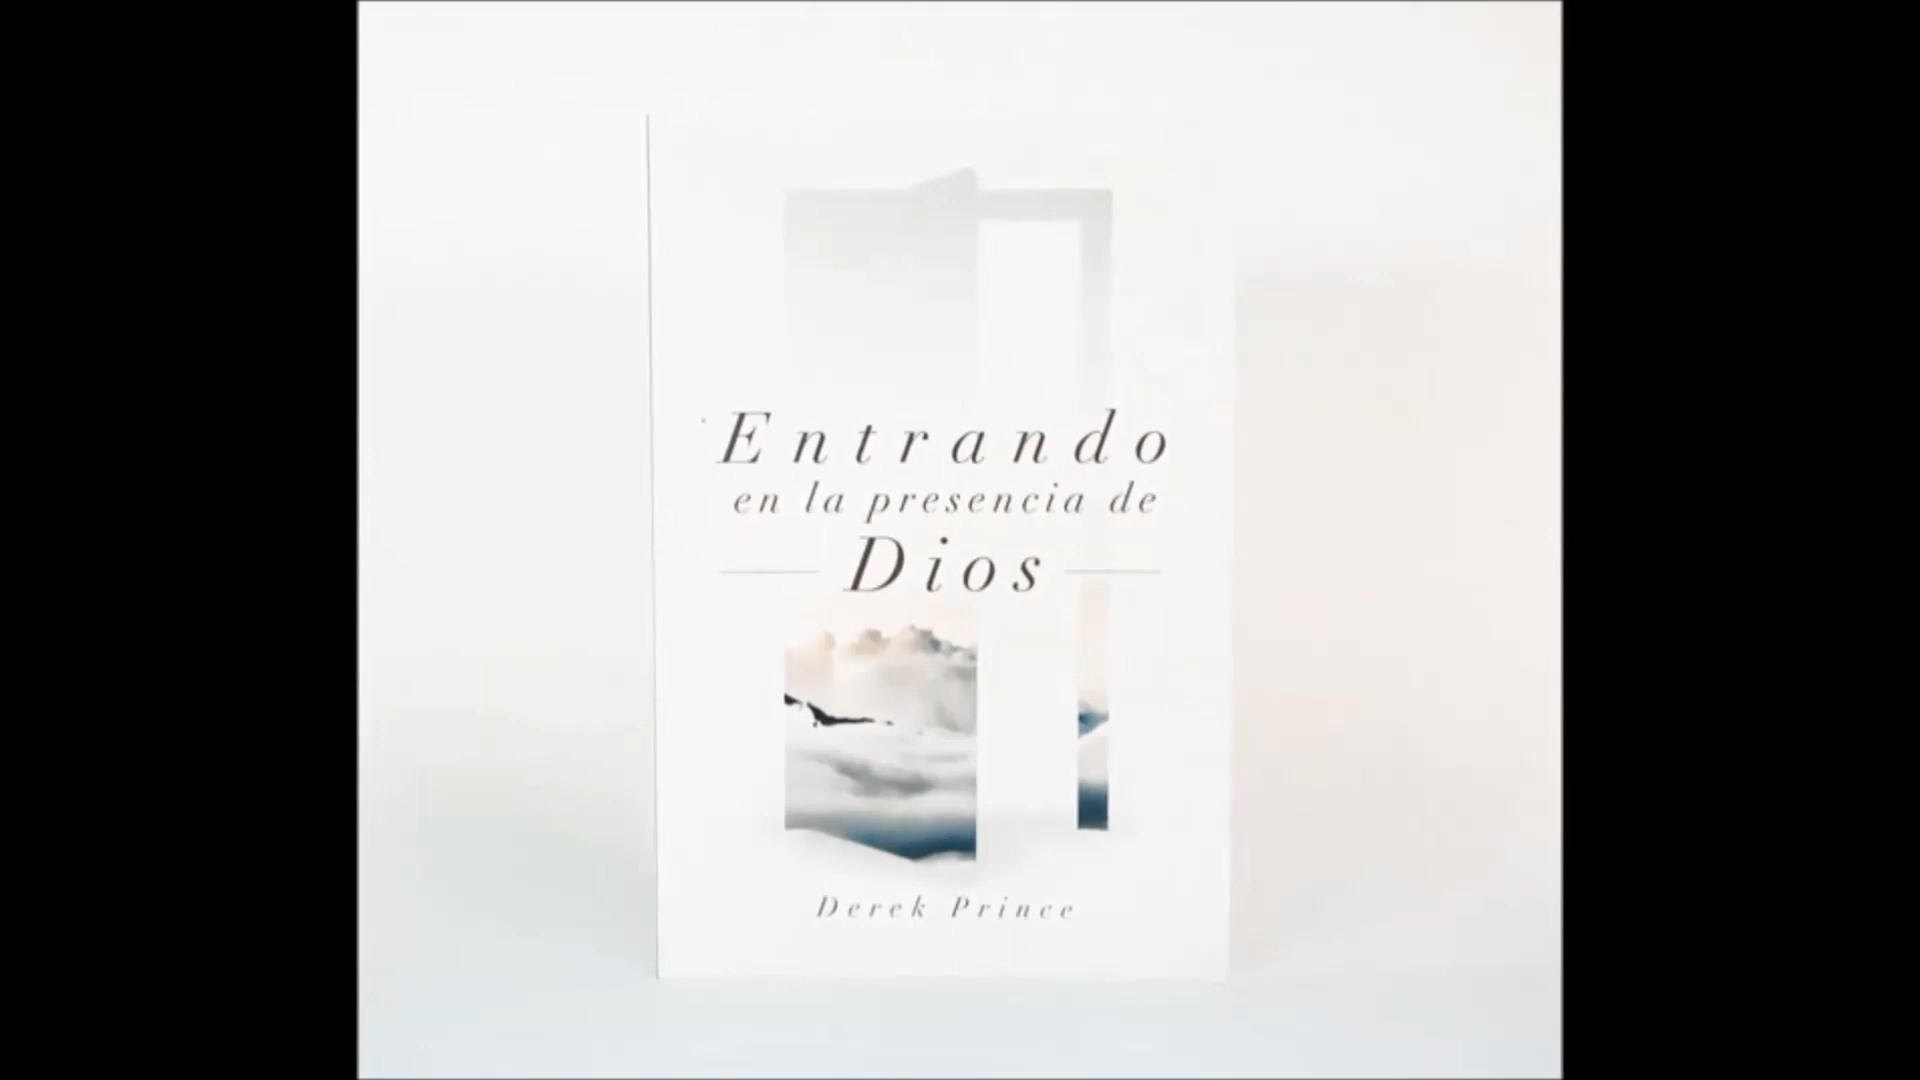 Entrando
en la presencia de
Dios
Derek Prince